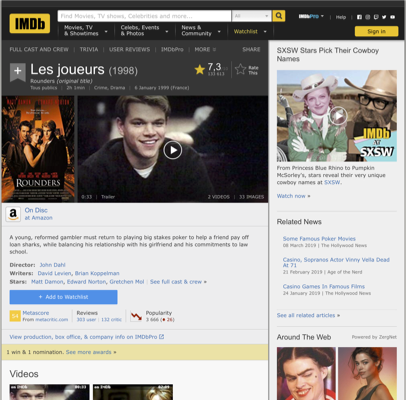 IMDb
Find Movies, TV shows, Celebrities and more...
All
IMDbPro
Help
Movies, TV
& Showtimes
Celebs, Events
& Photos
News &
Community
Watchlist
Sign in
FULL CAST AND CREW | TRIVIA | USER REVIEWS | IMDbPro | MORE
SHARE
Les joueurs (1998)
Rounders (original title)
Tous publics | 2h 1min | Crime, Drama | 6 January 1999 (France)
7,3
Rate
This
ROUNDERS
0:33 | Trailer
2 VIDEOS | 33 IMAGES
On Disc
at Amazon
A young, reformed gambler must return to playing big stakes poker to help a friend pay off
loan sharks, while balancing his relationship with his girlfriend and his commitments to law
school.
Director: John Dahl
Writers: David Levien, Brian Koppelman
Stars: Matt Damon, Edward Norton, Gretchen Mol | See full cast & crew »
+ Add to Watchlist
Metascore
From metacritic.com
Reviews
303 user | 132 critic
Popularity
3 666 (26)
View production, box office, & company info on IMDbPro
1 win & 1 nomination. See more awards »
Videos
SXSW Stars Pick Their Cowboy
Names
IMDb
AT
SXSW
From Princess Blue Rhino to Pumpkin
McSorley, stars reveal their very unique
cowboy names at SXSW.
Watch now »
Related News
Some Famous Poker Movies
08 March 2019 | The Hollywood News
Casino, Sopranos Actor Vinny Vella Dead
At 71
21 February 2019 | Age of the Nerd
Casino Games In Famous Films
24 January 2019 | The Hollywood News
See all related articles »
Around The Web
Powered by ZergNet